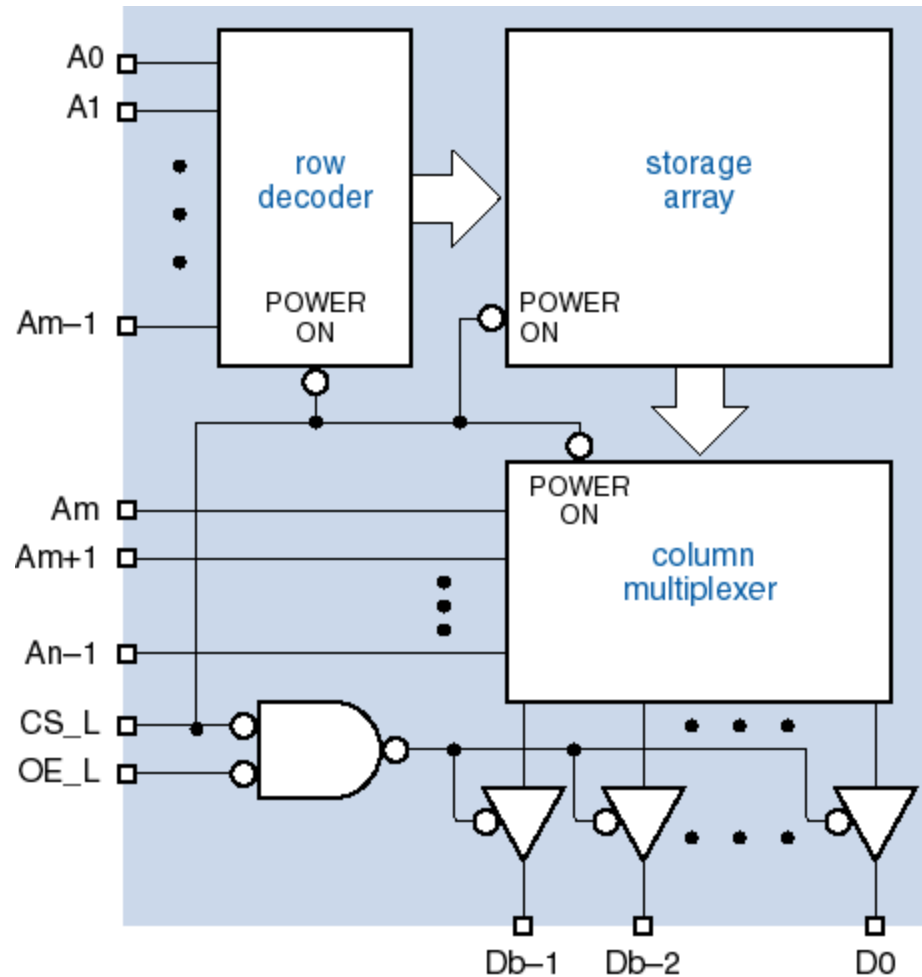 A0
A1
row
decoder
storage
array
POWER
ON
POWER
ON
Am–1
Am
POWER
ON
Am+1
column
multiplexer
An–1
CS_L
OE_L
Db–1
Db–2
D0